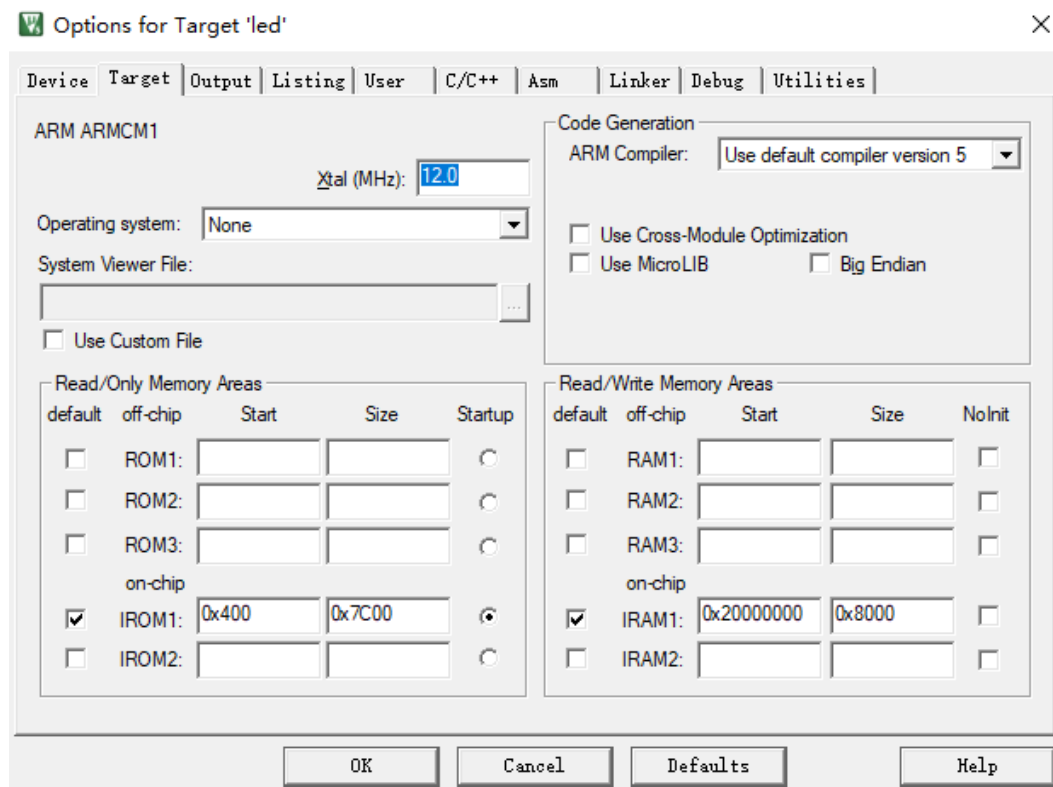 Options for Target 'led'
Device Target Output Listing User C/C++ Asm Linker Debug Utilities
ARM ARMCM1
Xtal (MHz): 12.0
Operating system: None
System Viewer File:
...
Use Custom File
Code Generation
ARM Compiler: Use default compiler version 5
Use Cross-Module Optimization
Use MicroLIB Big Endian
Read/Only Memory Areas
default off-chip Start Size Startup
ROM1:
ROM2:
ROM3:
on-chip
IROM1: 0x400 0x7C00
IROM2:
Read/Write Memory Areas
default off-chip Start Size NoInit
RAM1:
RAM2:
RAM3:
on-chip
IRAM1: 0x20000000 0x8000
IRAM2:
OK Cancel Defaults Help